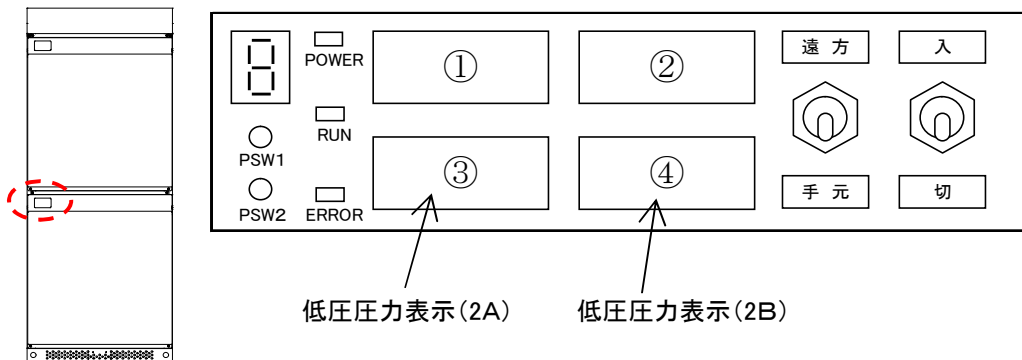 POWER
①
②
遠方
入
RUN
PSW1
③
④
PSW2
ERROR
手元
切
低圧圧力表示(2A)
低圧圧力表示(2B)